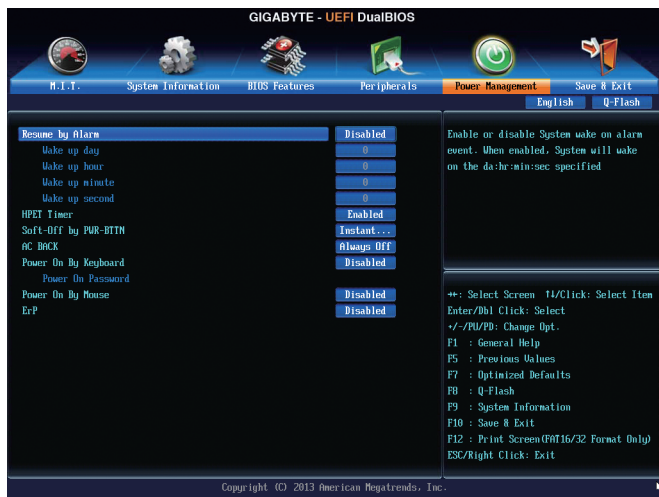 GIGABYTE - UEFI DualBIOS
M.I.T. System Information BIOS Features Peripherals Power Management Save & Exit
English Q-Flash
Resume by Alarm Disabled
Wake up day 0
Wake up hour 0
Wake up minute 0
Wake up second 0
HPET Timer Enabled
Soft-Off by PWR-BTTN Instant...
AC BACK Always Off
Power On By Keyboard Disabled
Power On Password
Power On By Mouse Disabled
ErP Disabled
Enable or disable System wake on alarm
event. When enabled, System will wake
on the da:hr:min:sec specified
→←: Select Screen ↑↓/Click: Select Item
Enter/Dbl Click: Select
+/-/PU/PD: Change Opt.
F1 : General Help
F5 : Previous Values
F7 : Optimized Defaults
F8 : Q-Flash
F9 : System Information
F10 : Save & Exit
F12 : Print Screen(FAT16/32 Format Only)
ESC/Right Click: Exit
Copyright (C) 2013 American Megatrends, Inc.